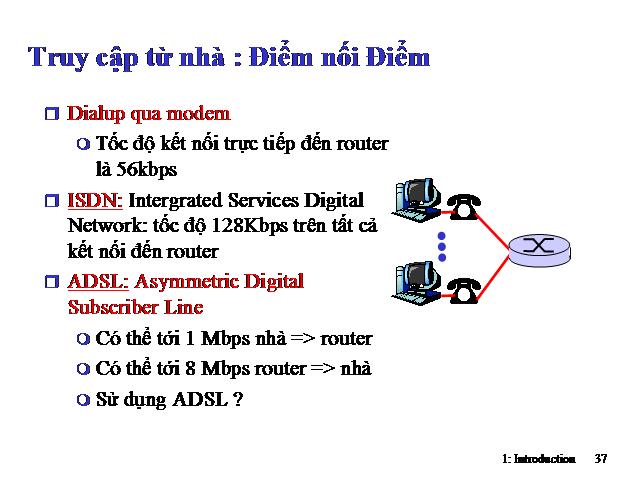 Truy cập từ nhà : Điểm nối Điểm
Dialup qua modem
Tốc độ kết nối trực tiếp đến router
là 56kbps
ISDN: Intergrated Services Digital
Network: tốc độ 128Kbps trên tất cả
kết nối đến router
ADSL: Asymmetric Digital
Subscriber Line
Có thể tới 1 Mbps nhà => router
Có thể tới 8 Mbps router => nhà
Sử dụng ADSL ?
1: Introduction 37